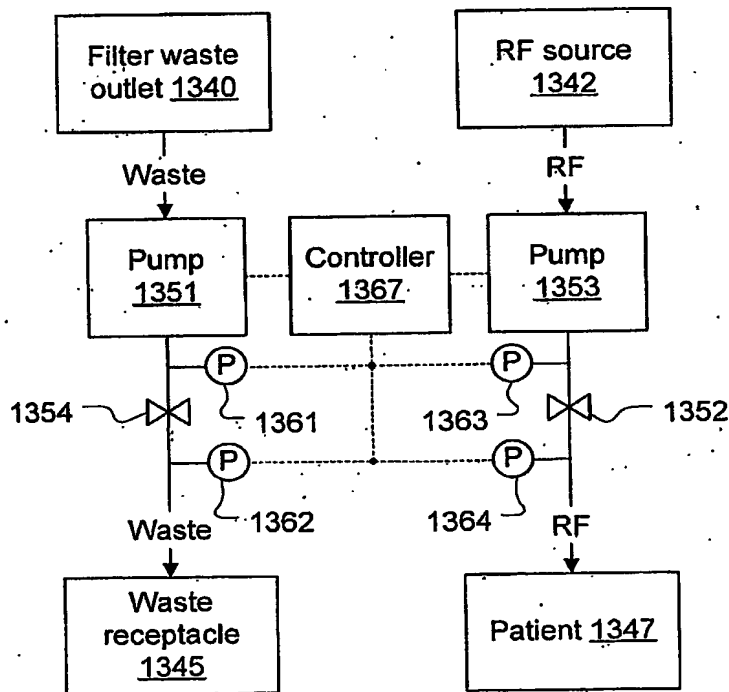 Filter waste
outlet 1340
RF source
1342
Waste
RF
Pump
1351
Controller
1367
Pump
1353
P
P
1354
1361
1363
1352
P
P
1362
1364
Waste
RF
Waste
receptacle
1345
Patient 1347